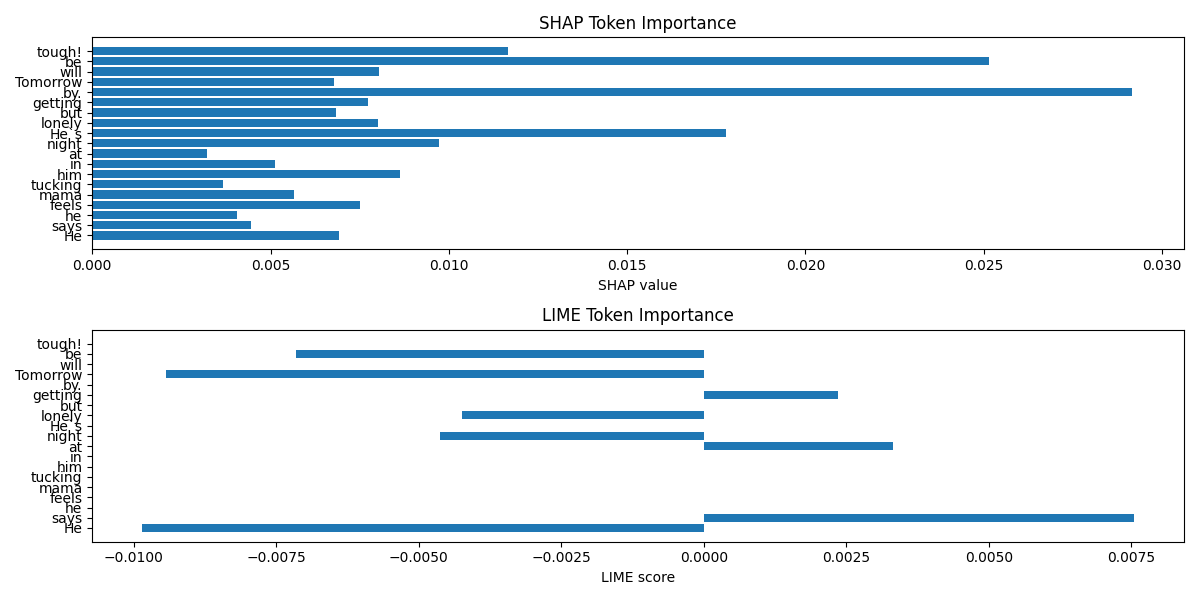 SHAP Token Importance
tough!
be
will
Tomorrow
by.
getting
but
lonely
He s
night
at
in
him
tucking
mama
feels
he
says
He
0.000 0.005 0.010 0.015 0.020 0.025 0.030
SHAP value
LIME Token Importance
tough!
be
will
Tomorrow
by.
getting
but
lonely
He s
night
at
in
him
tucking
mama
feels
he
says
He
−0.0100 −0.0075 −0.0050 −0.0025 0.0000 0.0025 0.0050 0.0075
LIME score